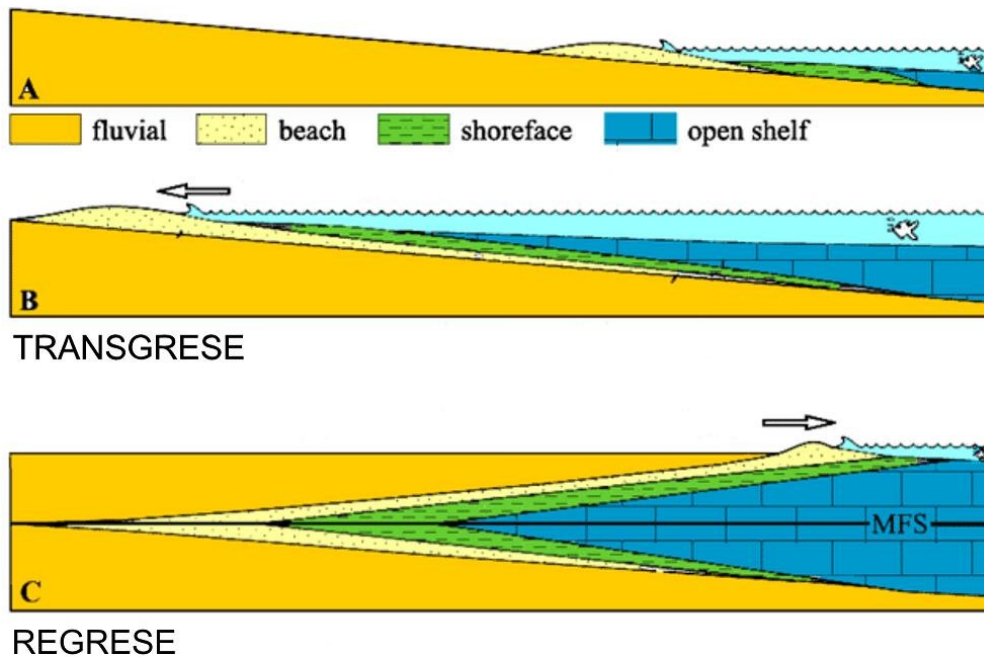 A
fluvial beach shoreface open shelf
B
TRANSGRESE
MFS
C
REGRESE